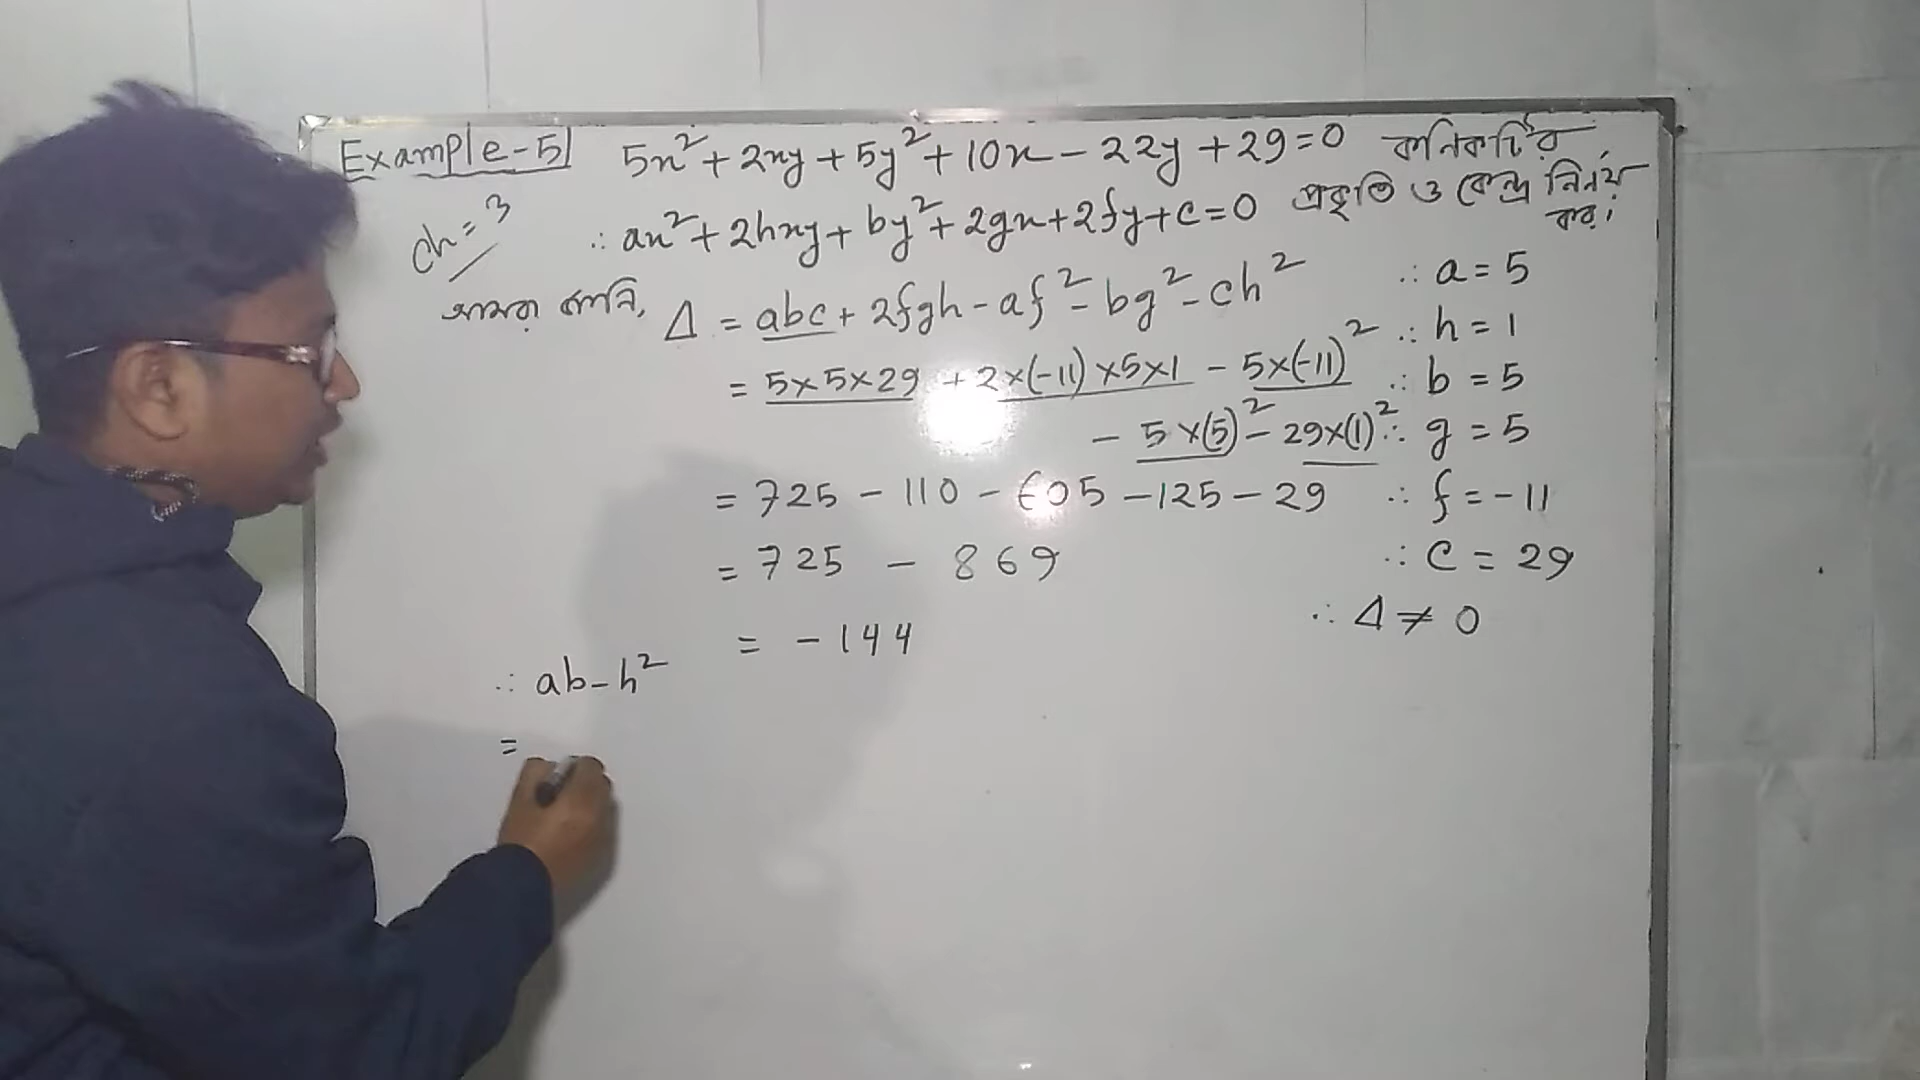 Example-5| 5x² + 2xy + 5y² + 10x - 22y + 29 = 0 কনিকটির
প্রকৃতি ও কেন্দ্র নির্নয় কর।
ch = 3
∴ ax² + 2hxy + by² + 2gx + 2fy + c = 0
আমরা জানি, Δ = abc + 2fgh - af² - bg² - ch²
= 5×5×29 + 2×(-11)×5×1 - 5×(-11)²
- 5×(5)² - 29×(1)²
= 725 - 110 - 605 - 125 - 29
= 725 - 869
= -144
∴ a = 5
∴ h = 1
∴ b = 5
∴ g = 5
∴ f = -11
∴ c = 29
∴ Δ ≠ 0
∴ ab - h²
=